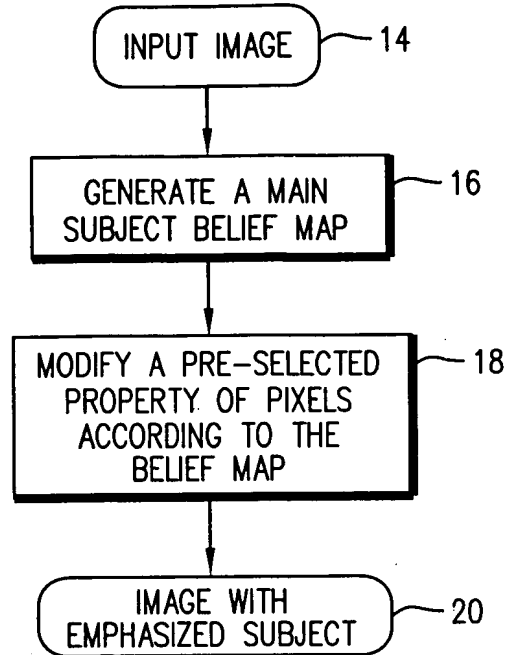 INPUT IMAGE
14
GENERATE A MAIN
SUBJECT BELIEF MAP
16
MODIFY A PRE-SELECTED
PROPERTY OF PIXELS
ACCORDING TO THE
BELIEF MAP
18
IMAGE WITH
EMPHASIZED SUBJECT
20